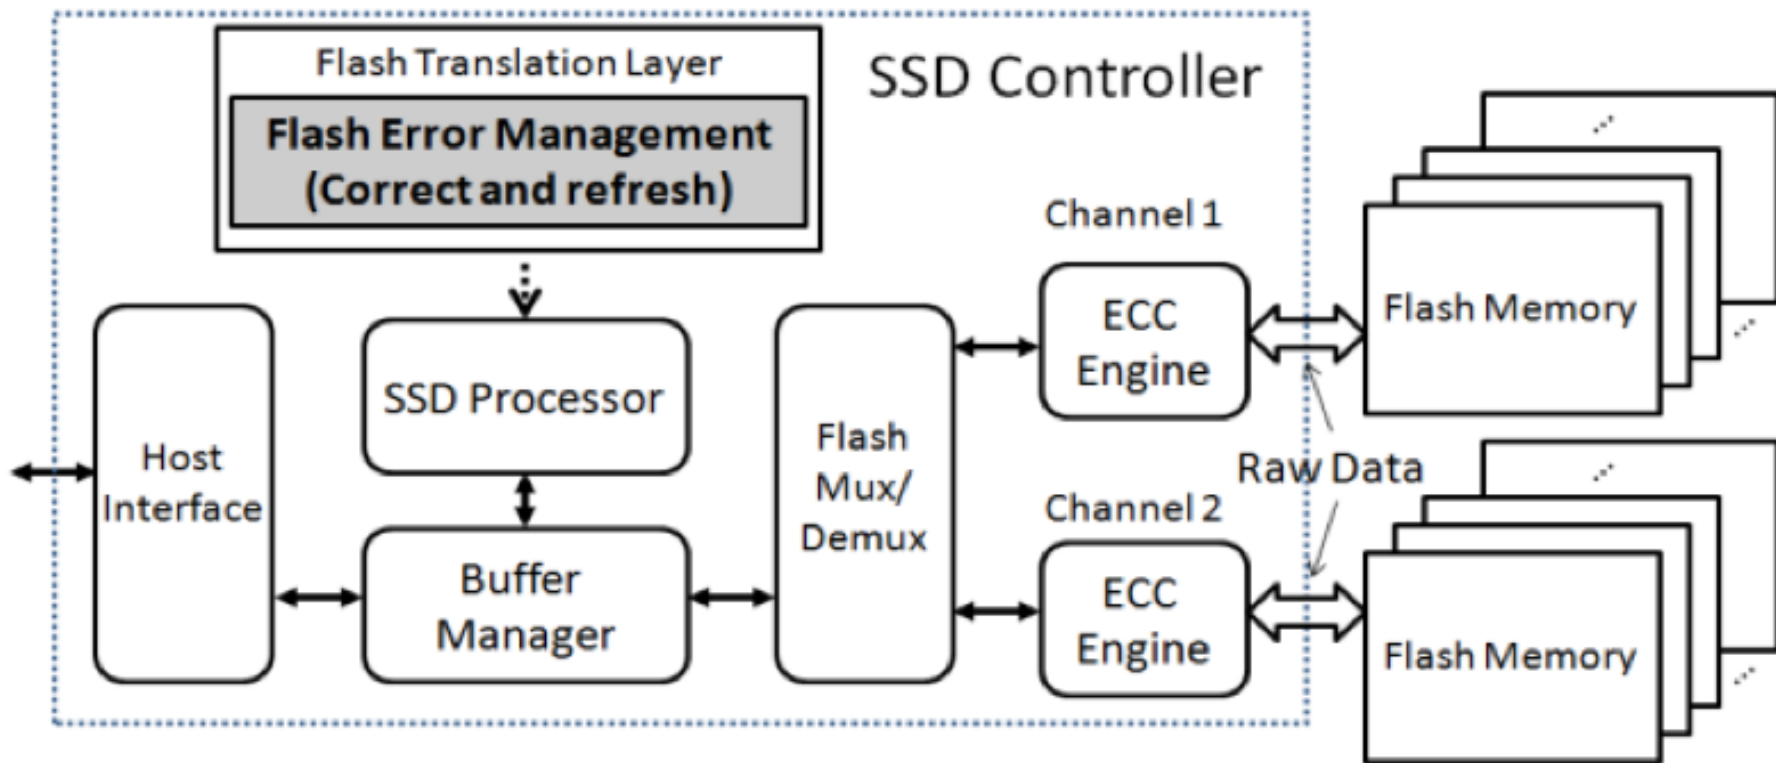 Flash Translation Layer
Flash Error Management
(Correct and refresh)
SSD Controller
Host
Interface
SSD Processor
Buffer
Manager
Flash
Mux/
Demux
Channel 1
ECC
Engine
Channel 2
ECC
Engine
Raw Data
Flash Memory
Flash Memory